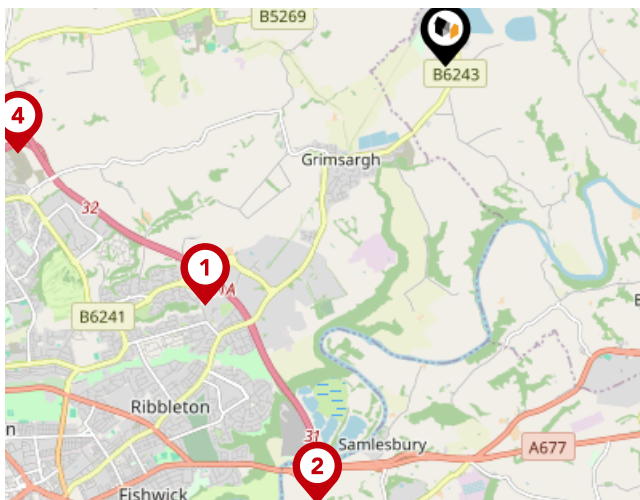 B5269
B6243
4
Grimsargh
32
1
1A
B6241
Ribbleton
n
31
Samlesbury
A677
2
Fishwick